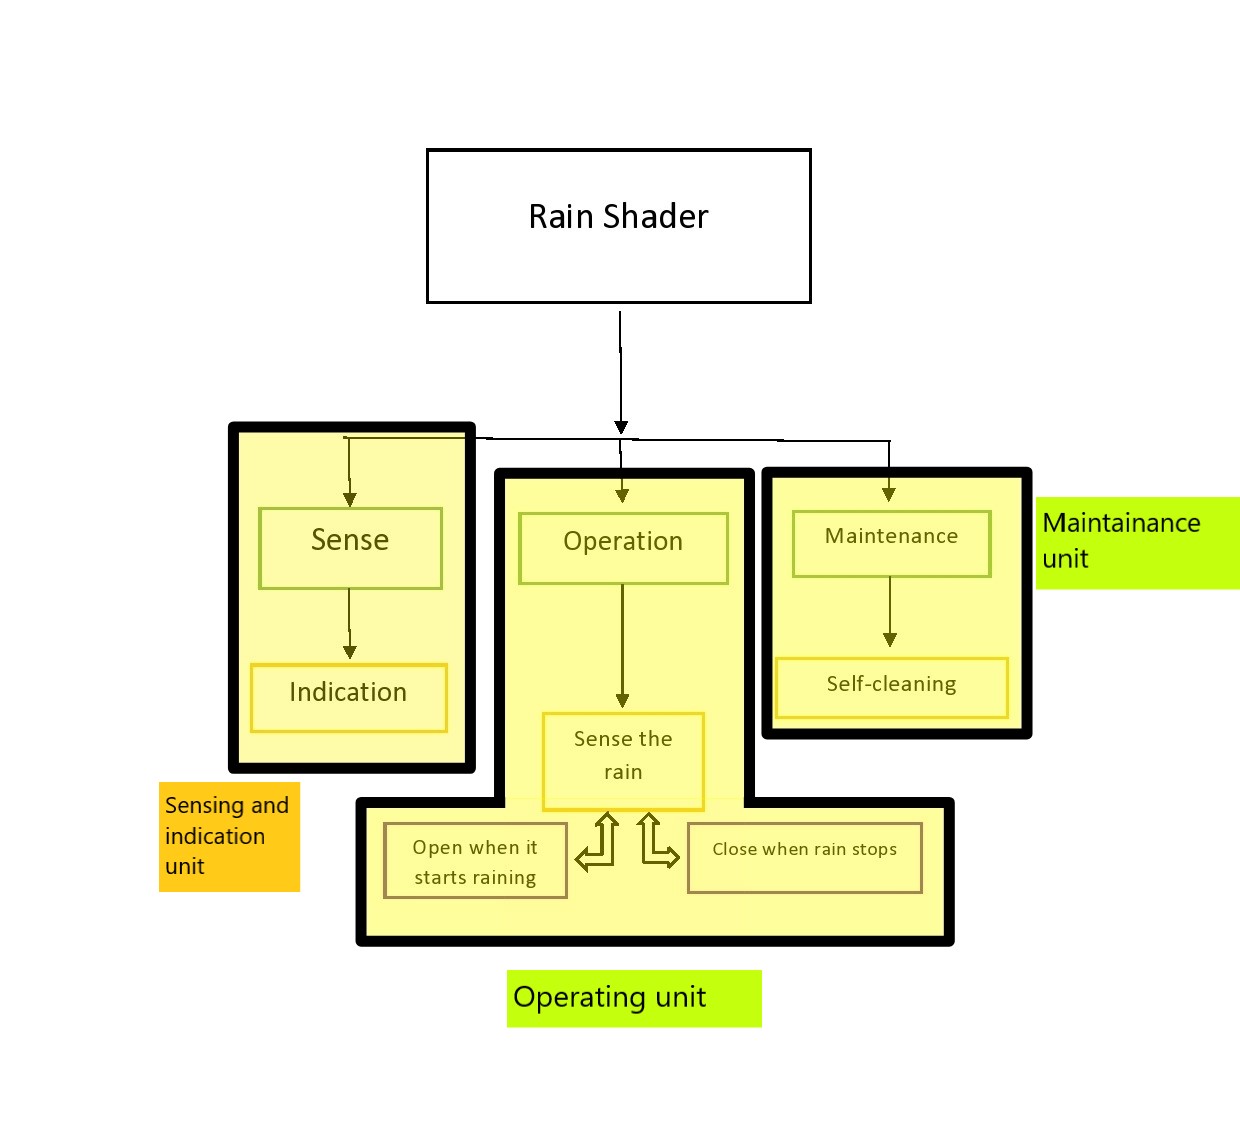 Rain Shader
Sense
Operation
Maintenance
Maintainance
unit
Indication
Sense the
rain
Self-cleaning
Sensing and
indication
unit
Open when it
starts raining
Close when rain stops
Operating unit